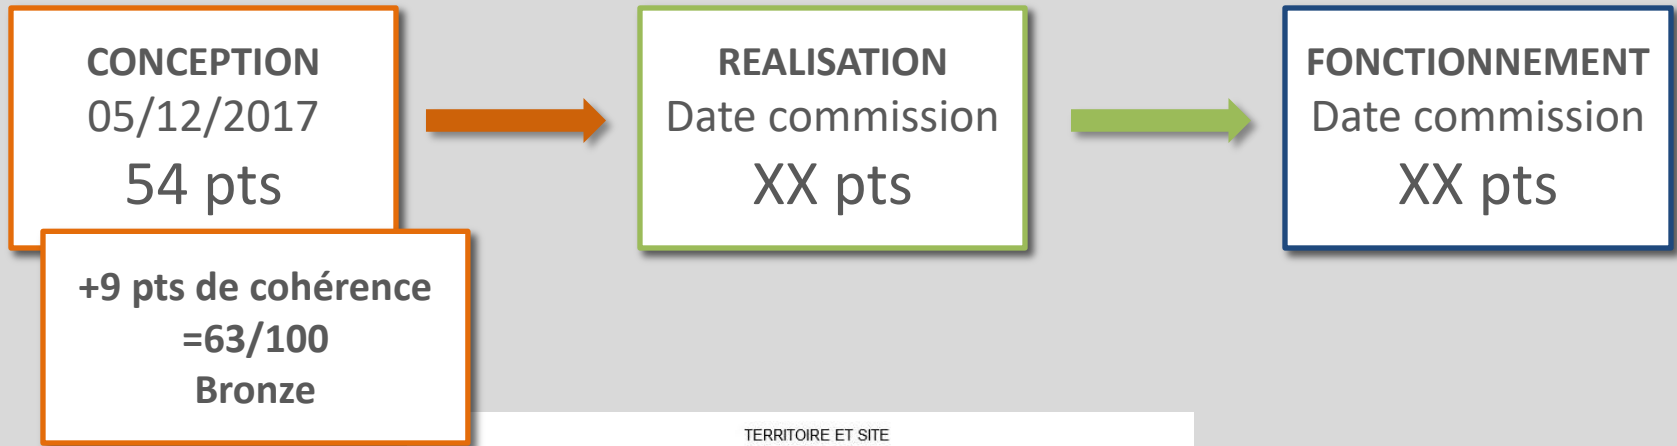 CONCEPTION
05/12/2017
54 pts
+9 pts de cohérence
=63/100
Bronze
REALISATION
Date commission
XX pts
FONCTIONNEMENT
Date commission
XX pts
TERRITOIRE ET SITE